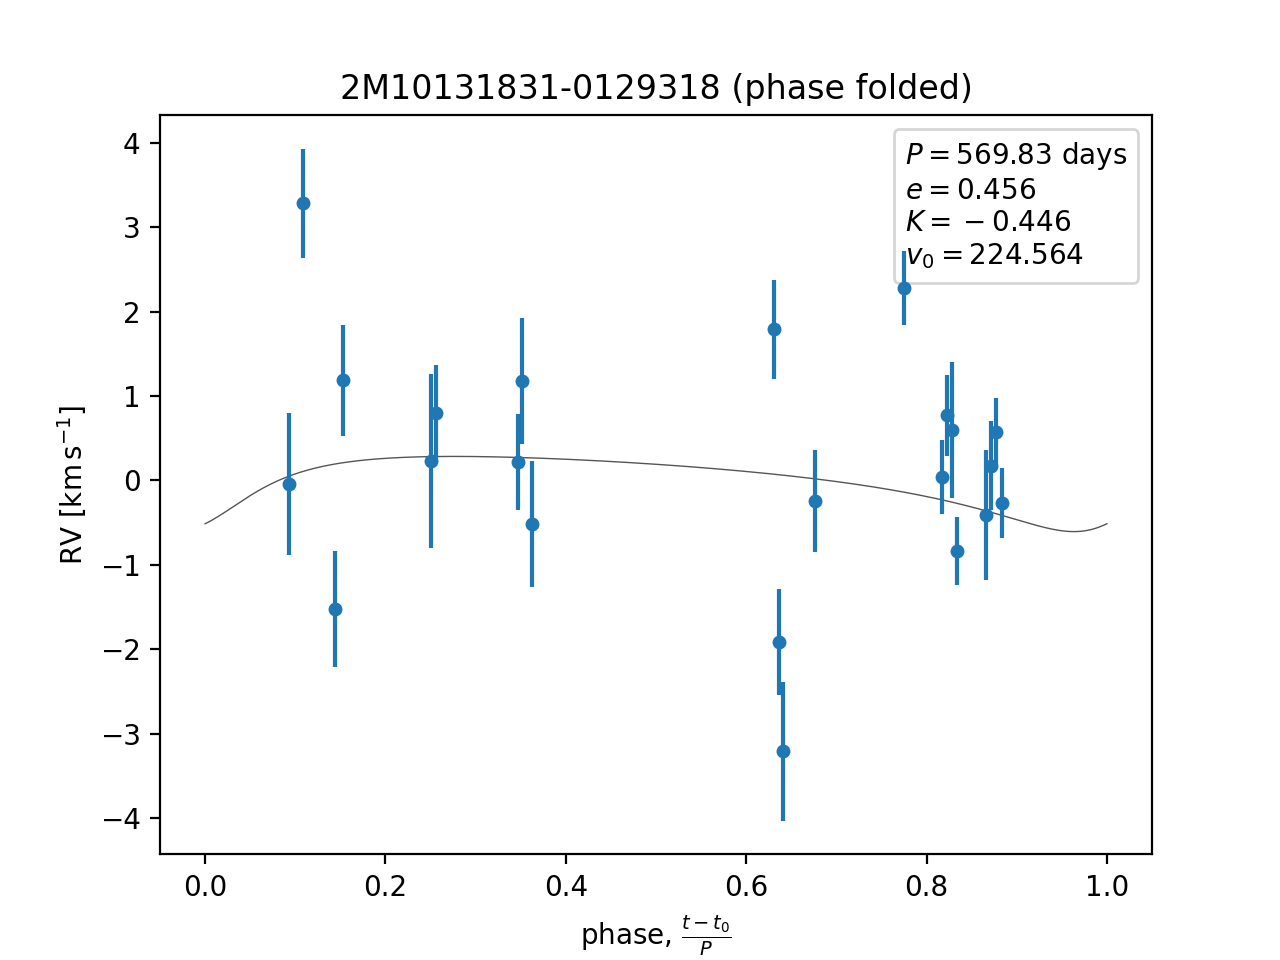 2M10131831-0129318 (phase folded)
P = 569.83 days
e = 0.456
K = −0.446
v₀ = 224.564
4
3
2
1
0
−1
−2
−3
−4
RV [km s⁻¹]
0.0 0.2 0.4 0.6 0.8 1.0
phase, (t − t₀)/P